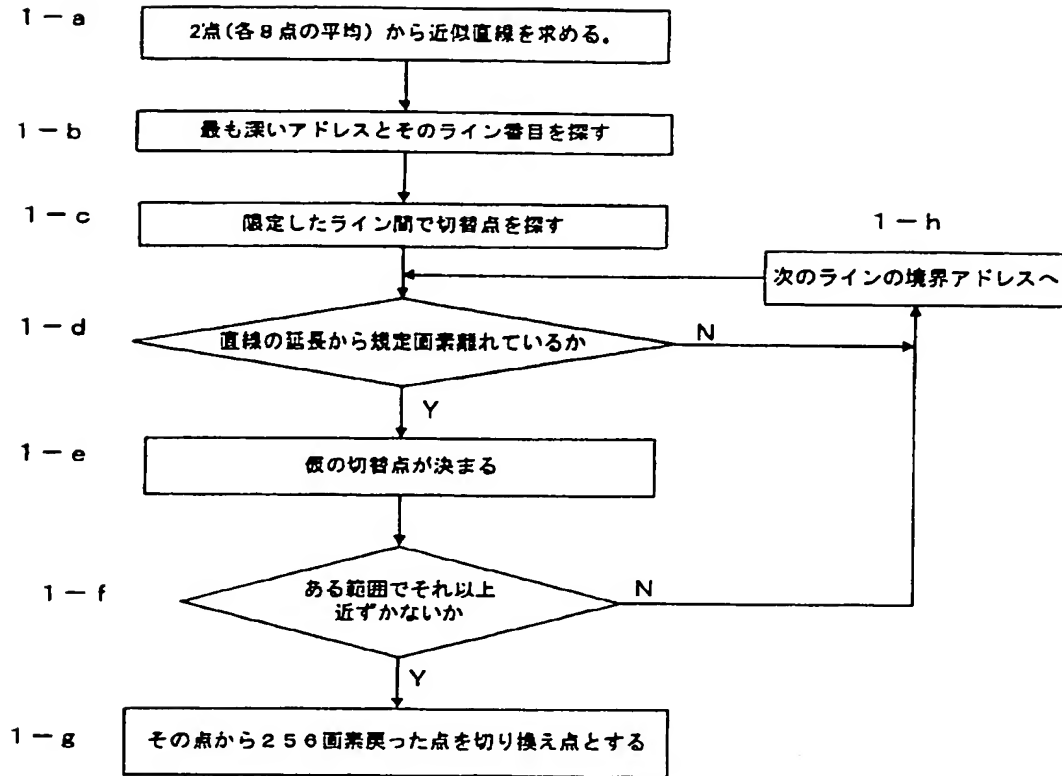 1－a
2点(各8点の平均) から近似直線を求める。
1－b
最も深いアドレスとそのライン番目を探す
1－c
限定したライン間で切替点を探す
1－h
次のラインの境界アドレスへ
1－d
直線の延長から規定画素離れているか
N
Y
1－e
仮の切替点が決まる
1－f
ある範囲でそれ以上
近ずかないか
N
Y
1－g
その点から２５６画素戻った点を切り換え点とする